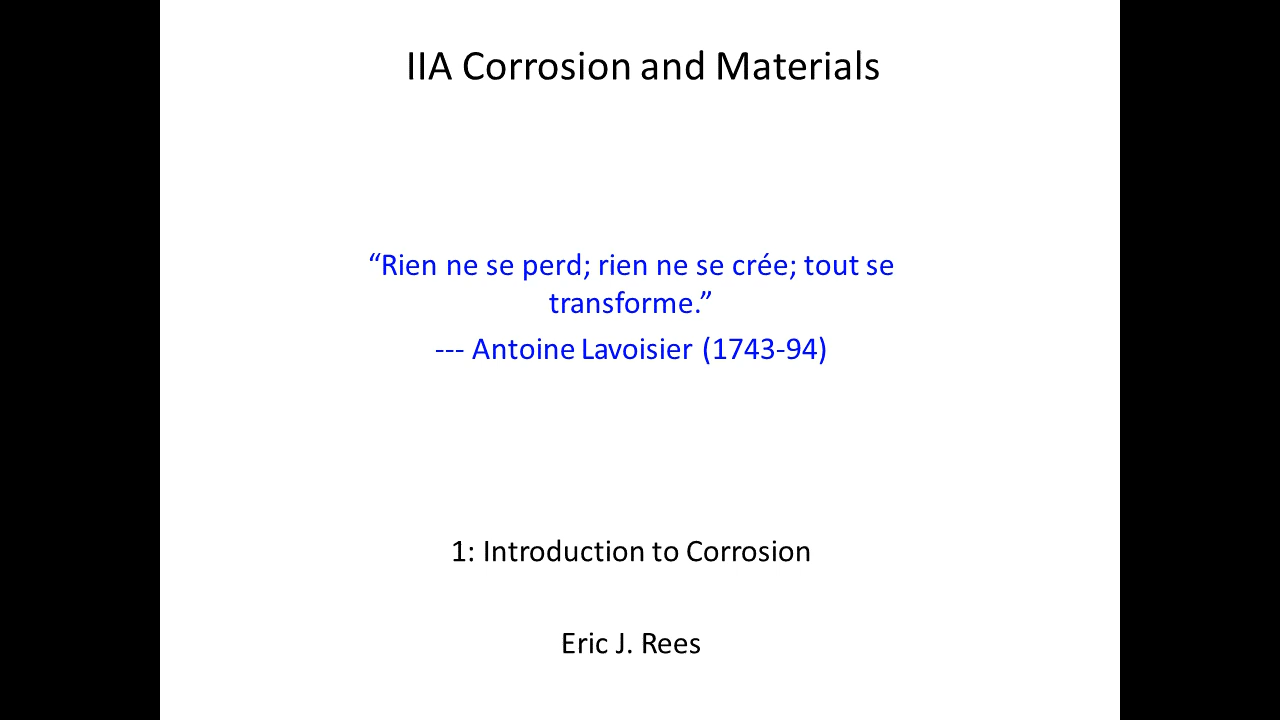 IIA Corrosion and Materials
“Rien ne se perd; rien ne se crée; tout se
transforme.”
--- Antoine Lavoisier (1743-94)
1: Introduction to Corrosion
Eric J. Rees